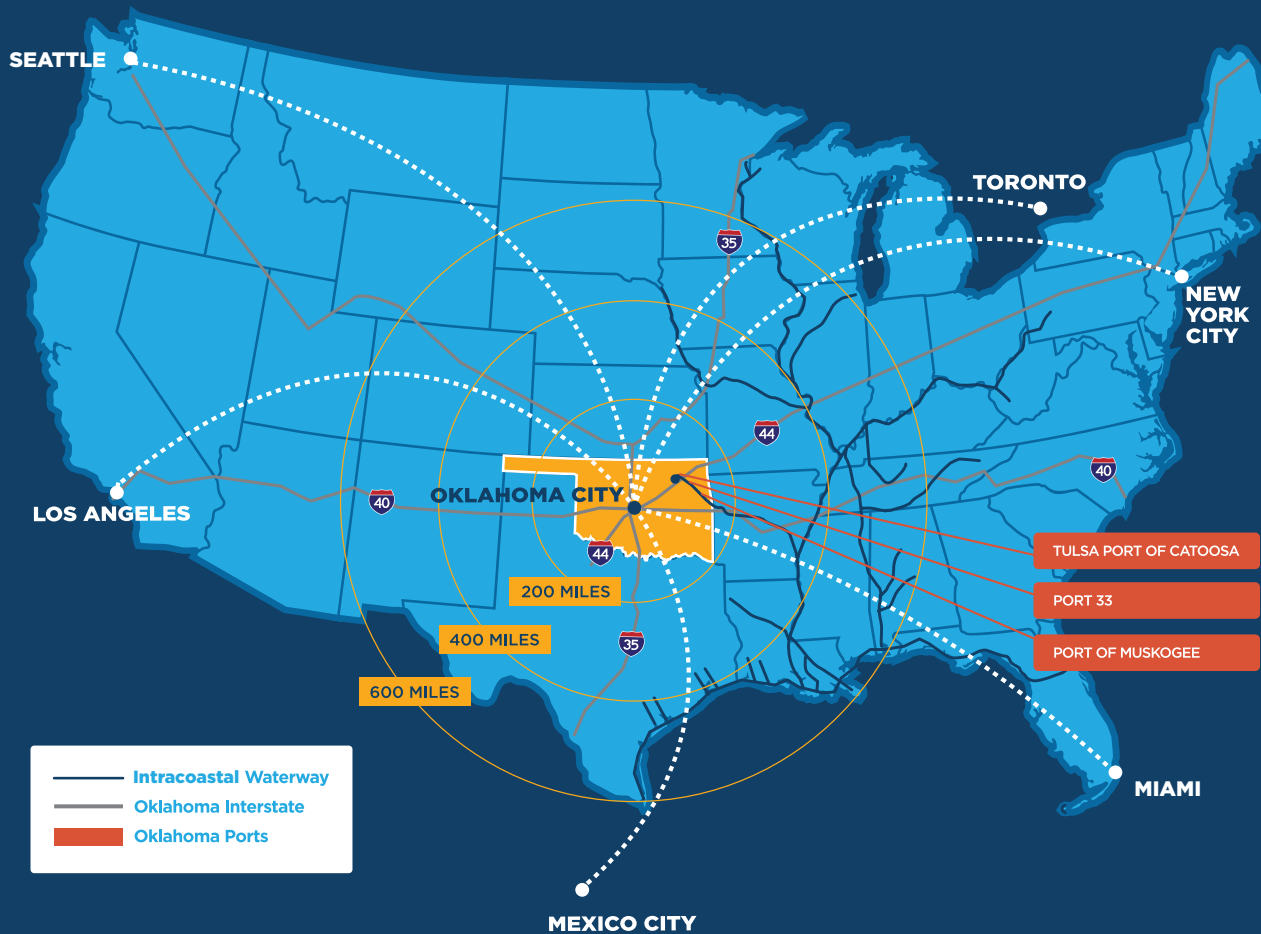 SEATTLE
TORONTO
35
NEW
YORK
CITY
44
40
OKLAHOMA CITY
40
LOS ANGELES
44
TULSA PORT OF CATOOSA
200 MILES
PORT 33
400 MILES
35
PORT OF MUSKOGEE
600 MILES
Intracoastal Waterway
Oklahoma Interstate
Oklahoma Ports
MIAMI
MEXICO CITY